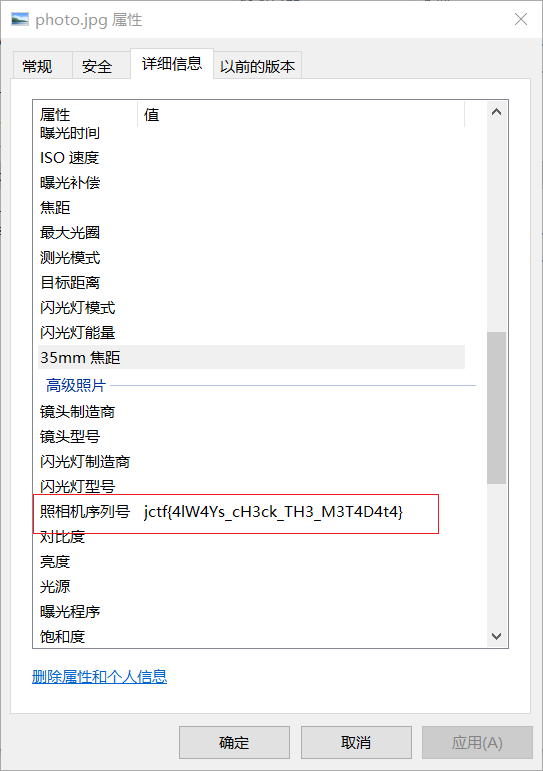 photo.jpg 属性
常规 安全 详细信息 以前的版本
属性 值
曝光时间
ISO 速度
曝光补偿
焦距
最大光圈
测光模式
目标距离
闪光灯模式
闪光灯能量
35mm 焦距
高级照片
镜头制造商
镜头型号
闪光灯制造商
闪光灯型号
照相机序列号 jctf{4lW4Ys_cH3ck_TH3_M3T4D4t4}
对比度
亮度
光源
曝光程序
饱和度
删除属性和个人信息
确定 取消 应用(A)